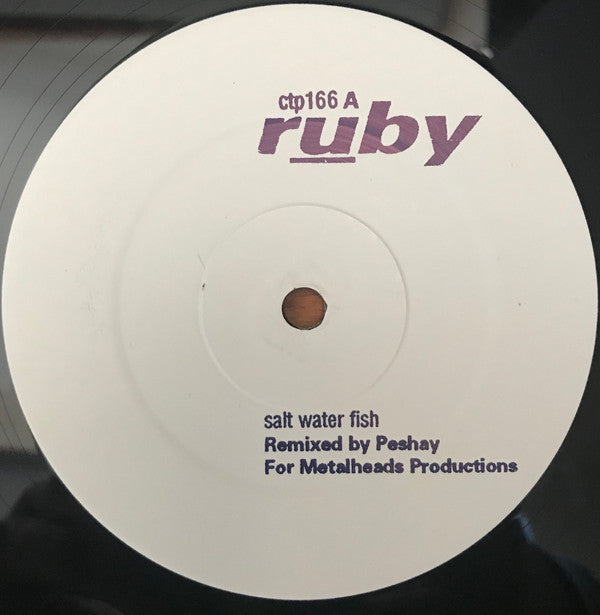 ctp166 A
ruby
salt water fish
Remixed by Peshay
For Metalheads Productions